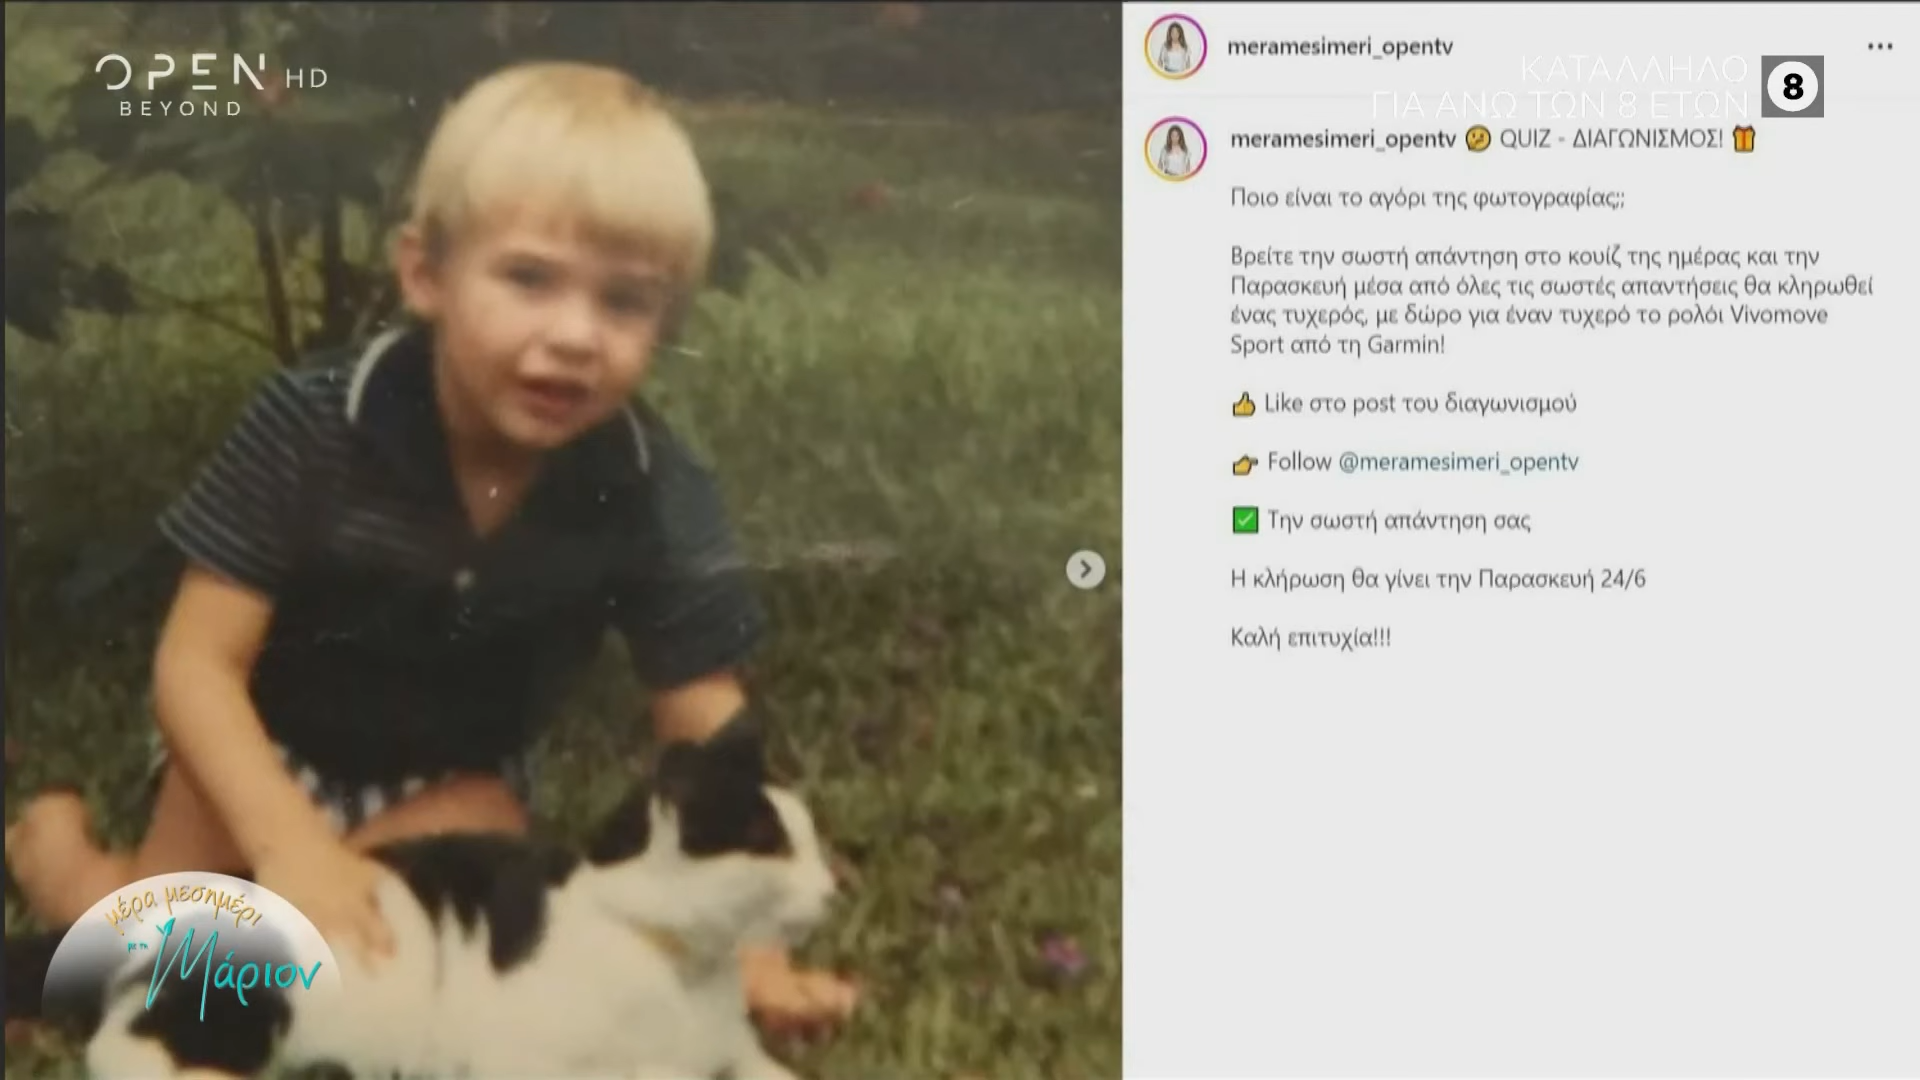 OPEN HD
BEYOND
meramesimeri_opentv
ΚΑΤΑΛΛΗΛΟ
ΓΙΑ ΑΝΩ ΤΩΝ 8 ΕΤΩΝ
8
meramesimeri_opentv 🤔 QUIZ - ΔΙΑΓΩΝΙΣΜΟΣ! 🎁
Ποιο είναι το αγόρι της φωτογραφίας;;
Βρείτε την σωστή απάντηση στο κουίζ της ημέρας και την
Παρασκευή μέσα από όλες τις σωστές απαντήσεις θα κληρωθεί
ένας τυχερός, με δώρο για έναν τυχερό το ρολόι Vivomove
Sport από τη Garmin!
👍 Like στο post του διαγωνισμού
👉 Follow @meramesimeri_opentv
✅ Την σωστή απάντηση σας
Η κλήρωση θα γίνει την Παρασκευή 24/6
Καλή επιτυχία!!!
μέρα μεσημέρι
με τη Μάριον